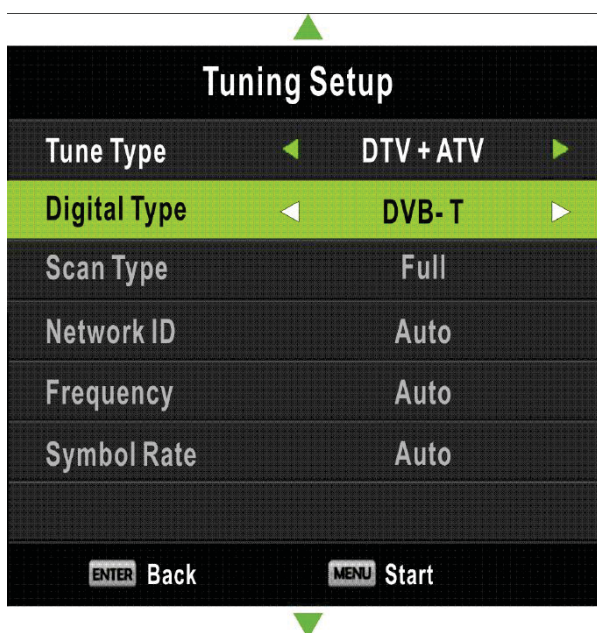 Tuning Setup
Tune Type DTV + ATV
Digital Type DVB- T
Scan Type Full
Network ID Auto
Frequency Auto
Symbol Rate Auto
ENTER Back MENU Start